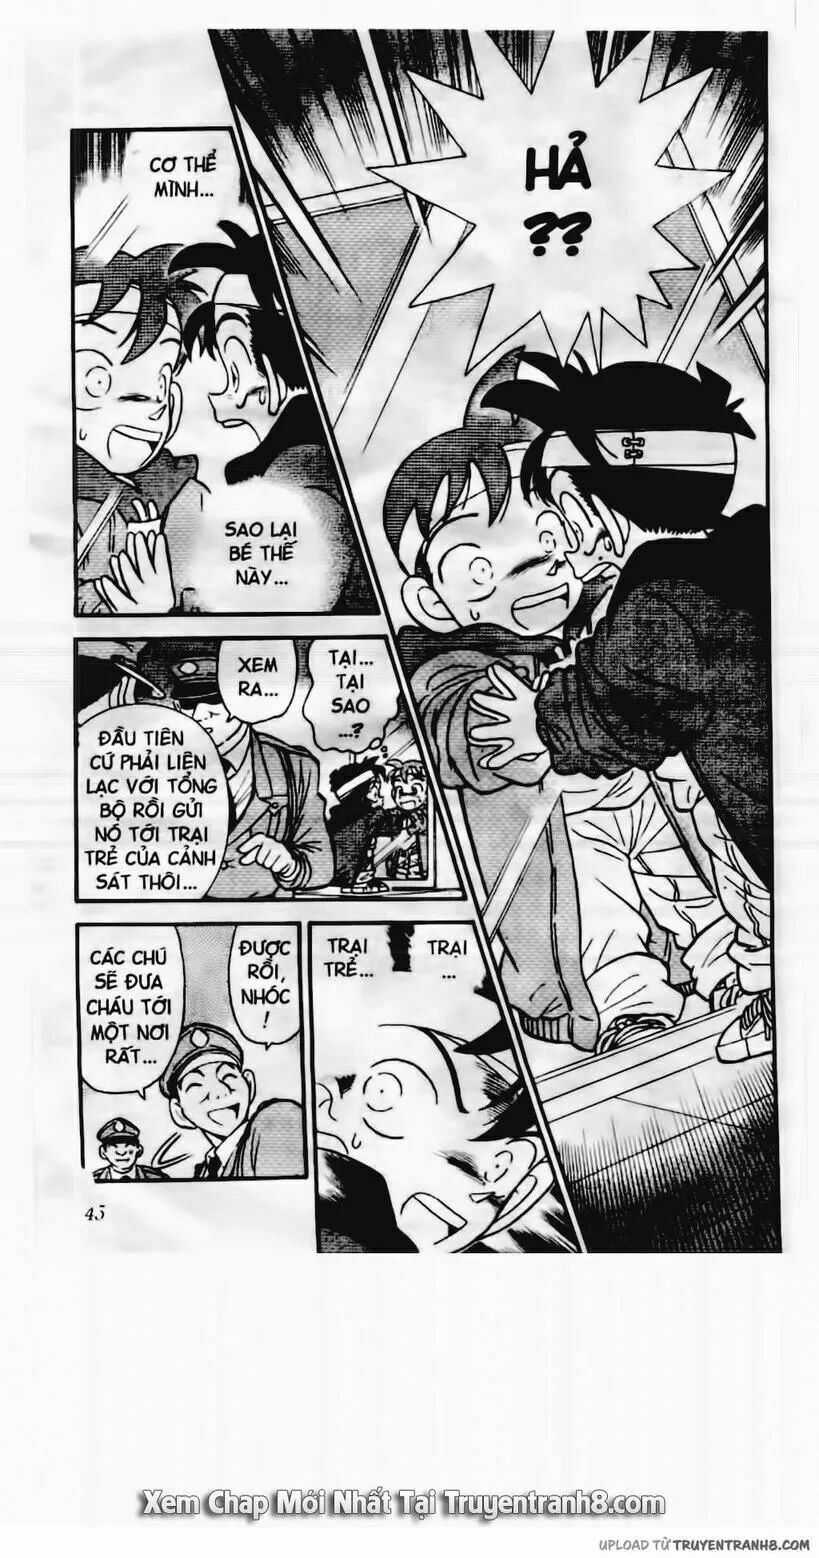 HẢ
??
CƠ THỂ
MÌNH...
SAO LẠI
BÉ THẾ
NÀY...
TẠI...
TẠI
SAO
...?
XEM
RA...
ĐẦU TIÊN
CỨ PHẢI LIÊN
LẠC VỚI TỔNG
BỘ RỒI GỬI
NÓ TỚI TRẠI
TRẺ CỦA CẢNH
SÁT THÔI...
TRẠI
...
TRẠI
TRẺ...
ĐƯỢC
RỒI,
NHÓC
!
CÁC CHÚ
SẼ ĐƯA
CHÁU TỚI
MỘT NƠI
RẤT...
45
Xem Chap Mới Nhất Tại Truyentranh8.com
UPLOAD TỪ TRUYENTRANH8.COM